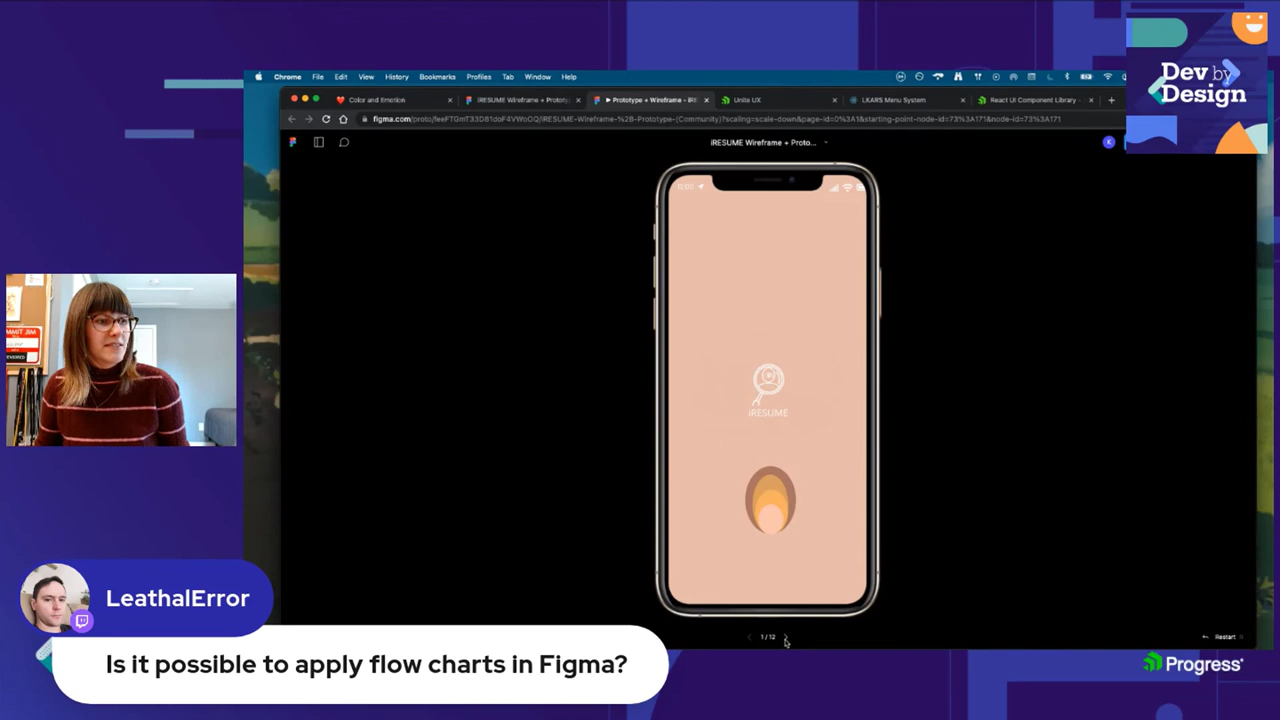 Dev by
Design
Chrome File Edit View History Bookmarks Profiles Tab Window Help
Color and Emotion
iRESUME Wireframe + Prototyp
Prototype + Wireframe - iRE
Unite UX
LKARS Menu System
React UI Component Library -
iRESUME Wireframe + Proto...
K
iRESUME
1 / 12
Restart
LeathalError
Is it possible to apply flow charts in Figma?
Progress